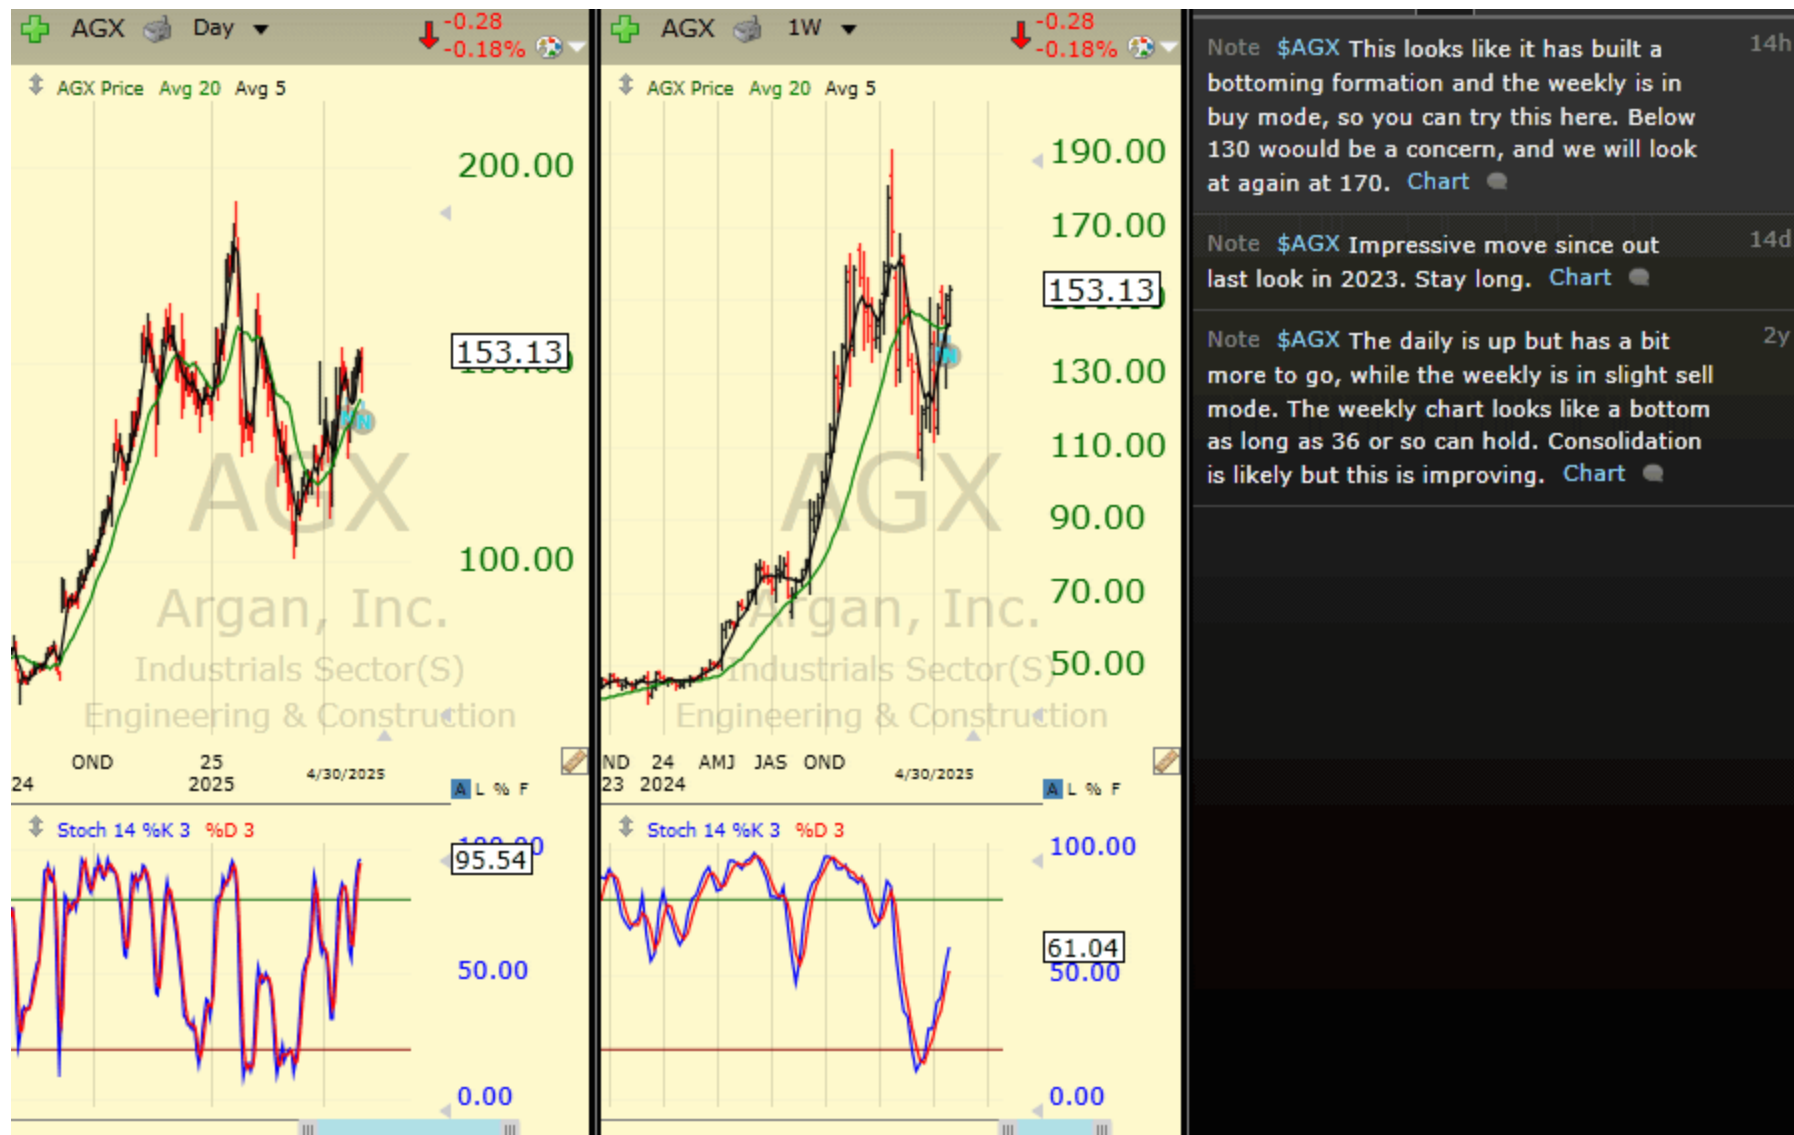 AGX Day
-0.28
-0.18%
AGX Price Avg 20 Avg 5
200.00
153.13
100.00
AGX
Argan, Inc.
Industrials Sector(S)
Engineering & Construction
OND 25 4/30/2025
24 2025
A L % F
Stoch 14 %K 3 %D 3
100.00
95.54
50.00
0.00
AGX 1W
-0.28
-0.18%
AGX Price Avg 20 Avg 5
190.00
170.00
153.13
130.00
110.00
90.00
70.00
50.00
AGX
Argan, Inc.
Industrials Sector(S)
Engineering & Construction
ND 24 AMJ JAS OND 4/30/2025
23 2024
A L % F
Stoch 14 %K 3 %D 3
100.00
61.04
50.00
0.00
Note $AGX This looks like it has built a 14h
bottoming formation and the weekly is in
buy mode, so you can try this here. Below
130 woould be a concern, and we will look
at again at 170. Chart
Note $AGX Impressive move since out 14d
last look in 2023. Stay long. Chart
Note $AGX The daily is up but has a bit 2y
more to go, while the weekly is in slight sell
mode. The weekly chart looks like a bottom
as long as 36 or so can hold. Consolidation
is likely but this is improving. Chart